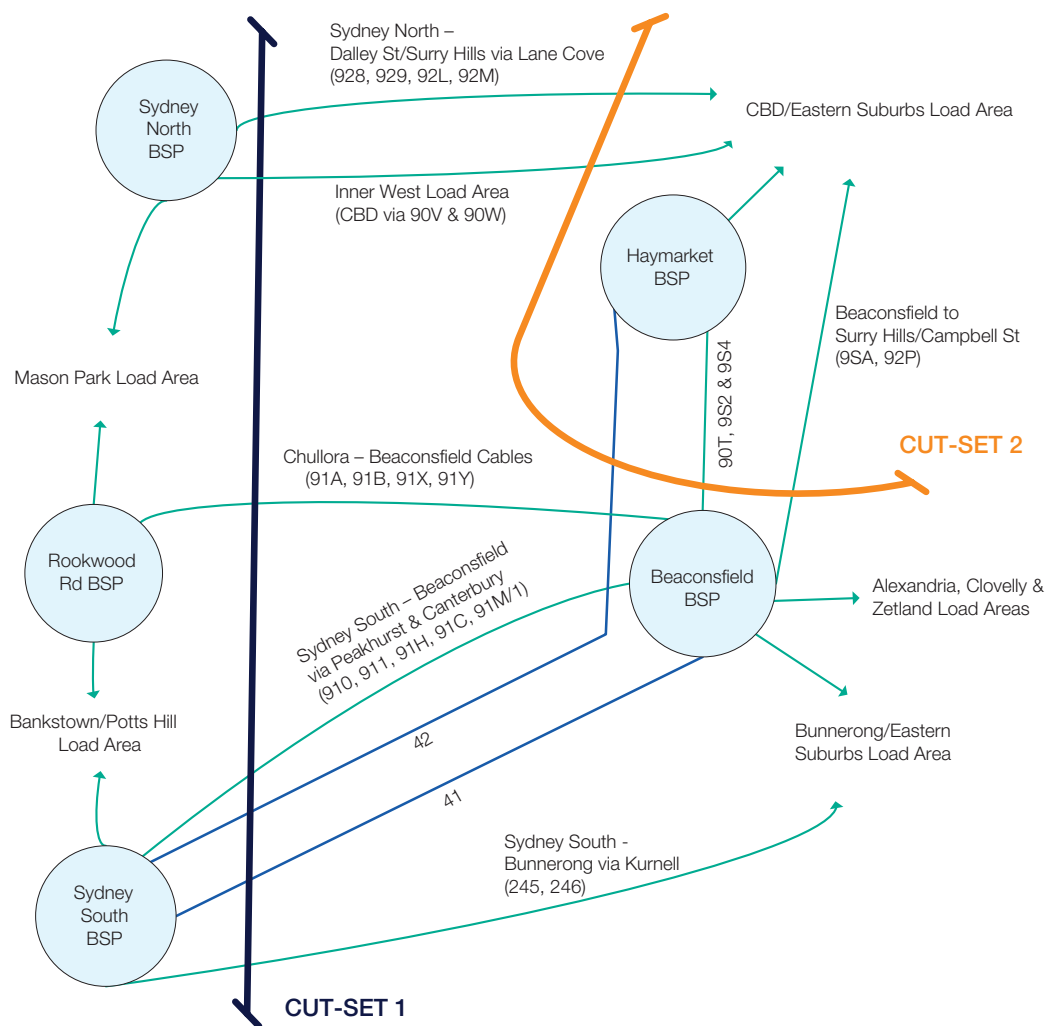 Sydney North –
Dalley St/Surry Hills via Lane Cove
(928, 929, 92L, 92M)
Sydney
North
BSP
CBD/Eastern Suburbs Load Area
Inner West Load Area
(CBD via 90V & 90W)
Haymarket
BSP
Beaconsfield to
Surry Hills/Campbell St
(9SA, 92P)
Mason Park Load Area
90T, 9S2 & 9S4
CUT-SET 2
Chullora – Beaconsfield Cables
(91A, 91B, 91X, 91Y)
Rookwood
Rd BSP
Beaconsfield
BSP
Alexandria, Clovelly &
Zetland Load Areas
Sydney South – Beaconsfield
via Peakhurst & Canterbury
(910, 911, 91H, 91C, 91M/1)
Bankstown/Potts Hill
Load Area
Bunnerong/Eastern
Suburbs Load Area
42
41
Sydney South -
Bunnerong via Kurnell
(245, 246)
Sydney
South
BSP
CUT-SET 1